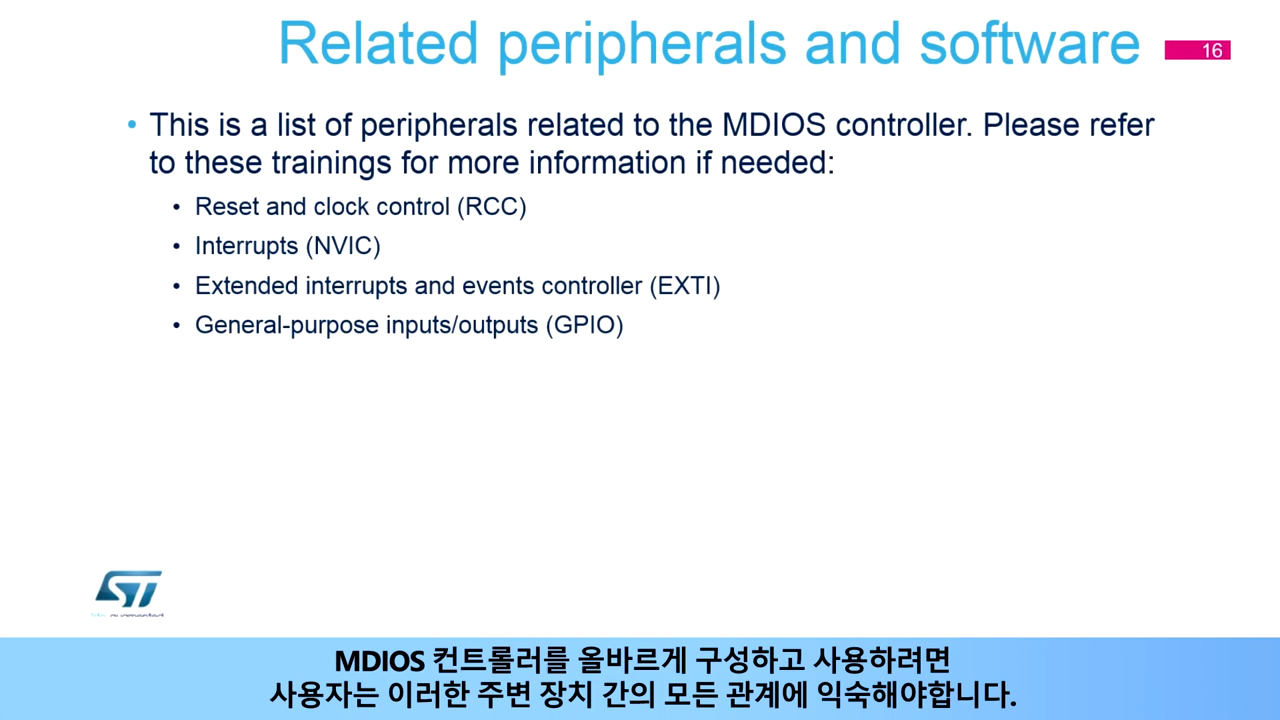 Related peripherals and software
16
• This is a list of peripherals related to the MDIOS controller. Please refer
to these trainings for more information if needed:
• Reset and clock control (RCC)
• Interrupts (NVIC)
• Extended interrupts and events controller (EXTI)
• General-purpose inputs/outputs (GPIO)
ST
MDIOS 컨트롤러를 올바르게 구성하고 사용하려면
사용자는 이러한 주변 장치 간의 모든 관계에 익숙해야합니다.